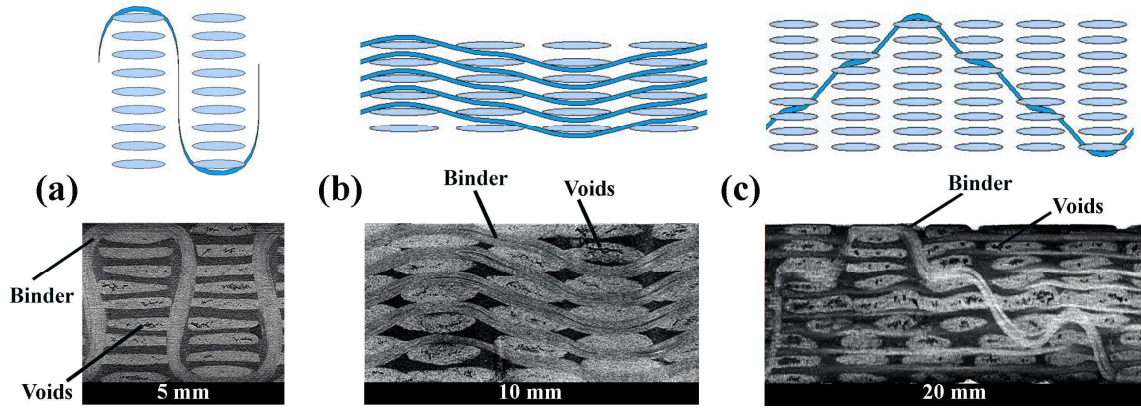 (a)
Binder
Voids
5 mm
(b)
Binder
Voids
10 mm
(c)
Binder
Voids
20 mm